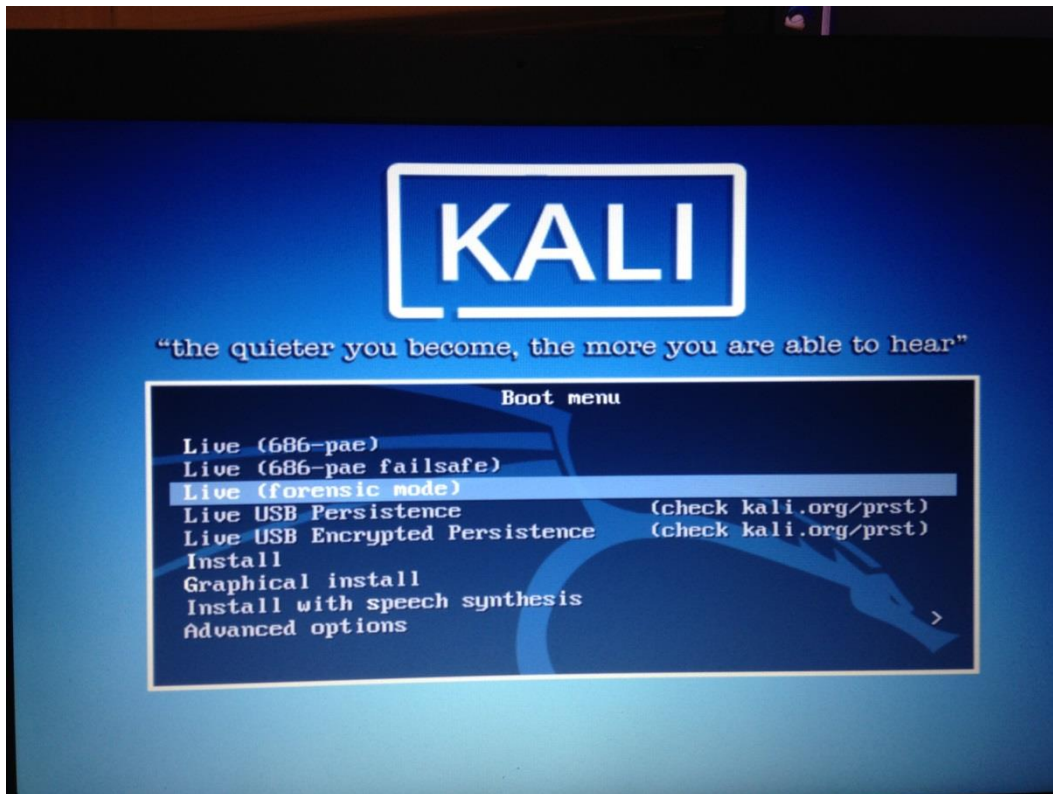 KALI
“the quieter you become, the more you are able to hear”
Boot menu
Live (686-pae)
Live (686-pae failsafe)
Live (forensic mode)
Live USB Persistence (check kali.org/prst)
Live USB Encrypted Persistence (check kali.org/prst)
Install
Graphical install
Install with speech synthesis
Advanced options >